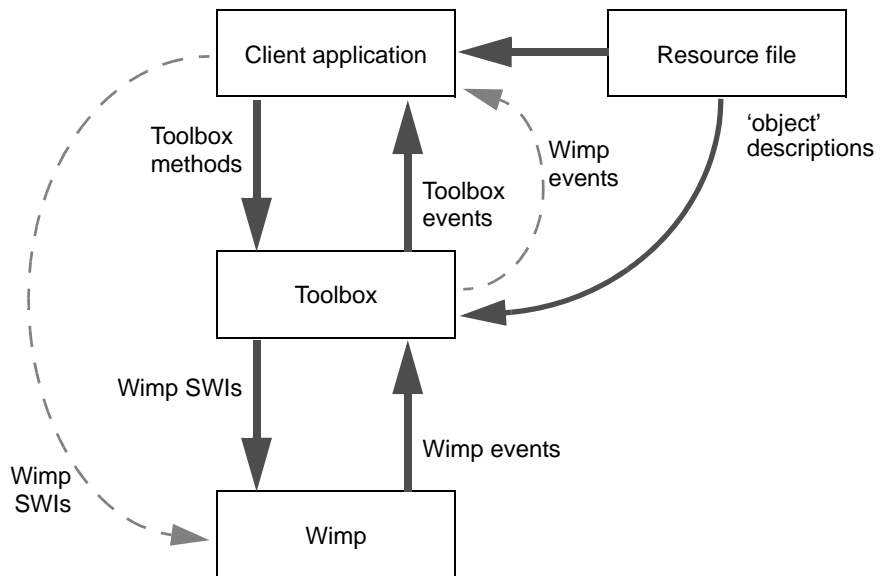 Client application
Resource file
Toolbox
methods
Toolbox
events
Wimp
events
‘object’
descriptions
Toolbox
Wimp SWIs
Wimp events
Wimp
SWIs
Wimp